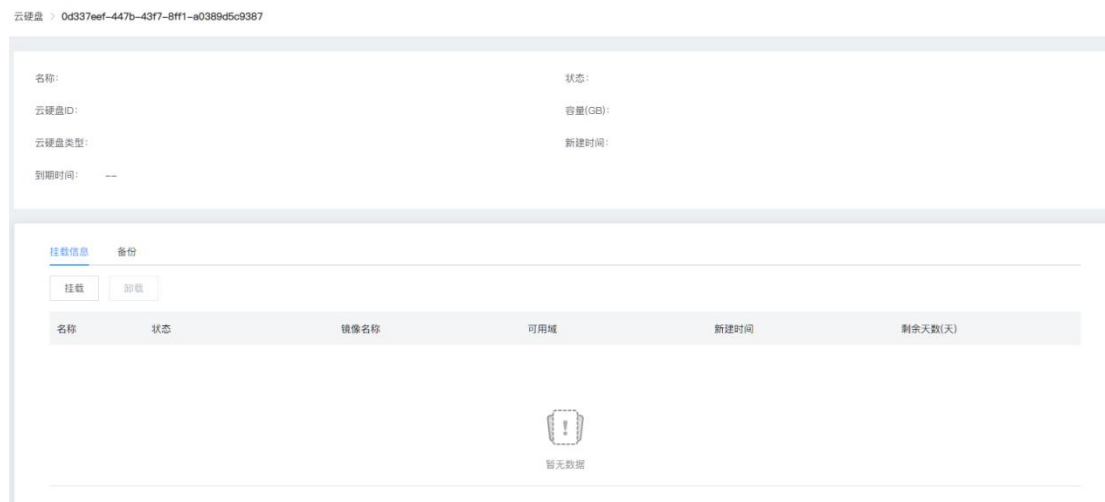 云硬盘 > 0d337eef-447b-43f7-8ff1-a0389d5c9387
名称: 状态:
云硬盘ID: 容量(GB):
云硬盘类型: 新建时间:
到期时间: --
挂载信息 备份
挂载 卸载
名称 状态 镜像名称 可用域 新建时间 剩余天数(天)
!
暂无数据